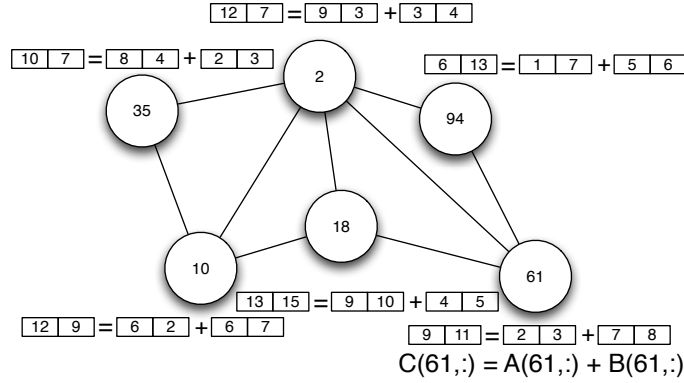 12 7 = 9 3 + 3 4
10 7 = 8 4 + 2 3
6 13 = 1 7 + 5 6
2
35
94
18
10
61
13 15 = 9 10 + 4 5
12 9 = 6 2 + 6 7
9 11 = 2 3 + 7 8
C(61,:) = A(61,:) + B(61,:)